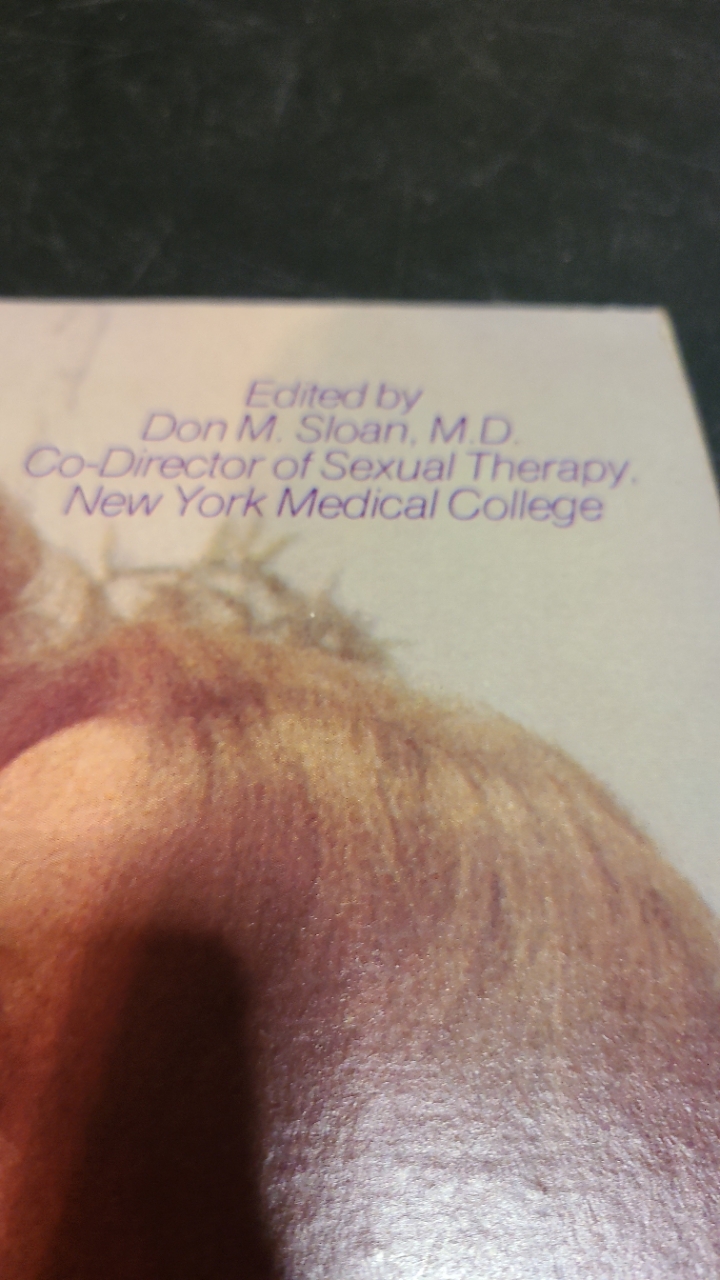 Edited by
Don M. Sloan, M.D.
Co-Director of Sexual Therapy,
New York Medical College